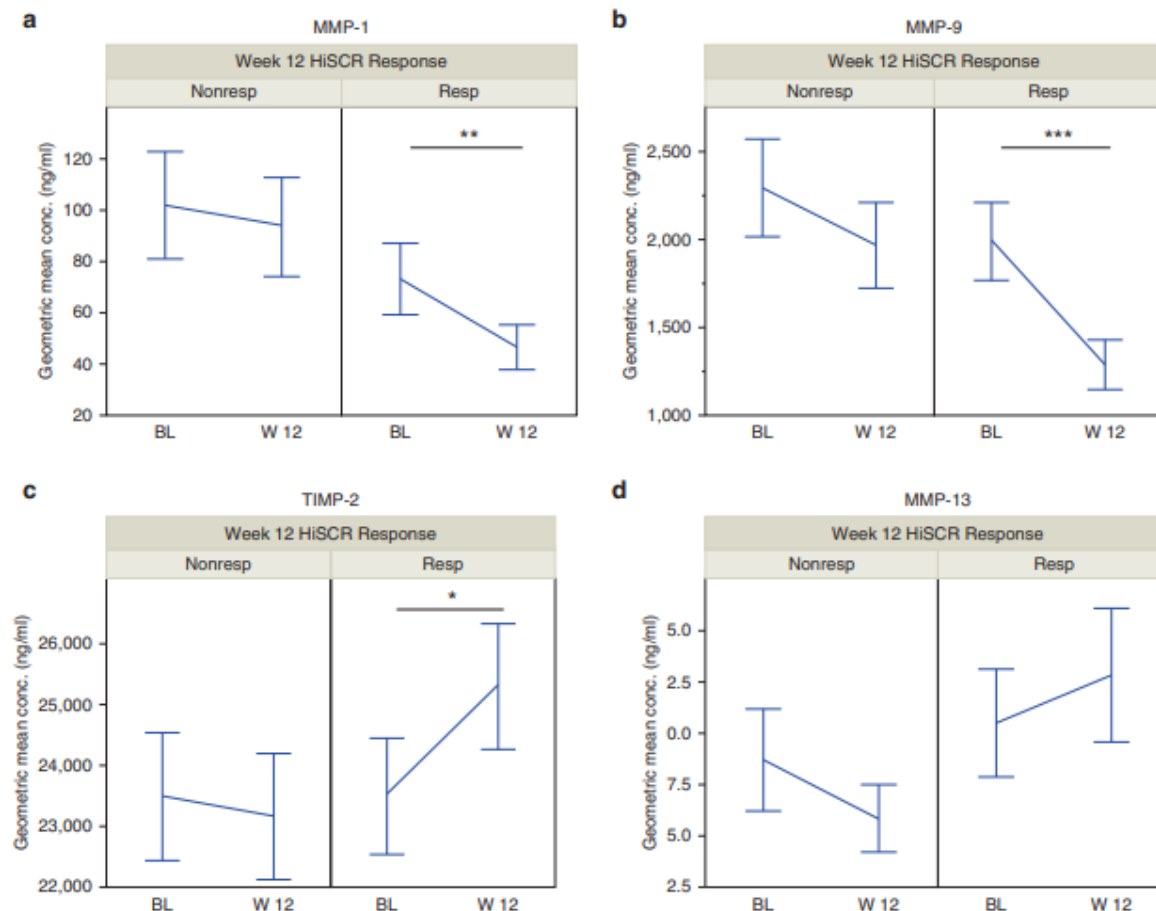 a
MMP-1
Week 12 HiSCR Response
Nonresp Resp
Geometric mean conc. (ng/ml)
**
120
100
80
60
40
20
BL W 12 BL W 12
b
MMP-9
Week 12 HiSCR Response
Nonresp Resp
Geometric mean conc. (ng/ml)
***
2,500
2,000
1,500
1,000
BL W 12 BL W 12
c
TIMP-2
Week 12 HiSCR Response
Nonresp Resp
Geometric mean conc. (ng/ml)
*
26,000
25,000
24,000
23,000
22,000
BL W 12 BL W 12
d
MMP-13
Week 12 HiSCR Response
Nonresp Resp
Geometric mean conc. (ng/ml)
5.0
2.5
0.0
7.5
5.0
2.5
BL W 12 BL W 12